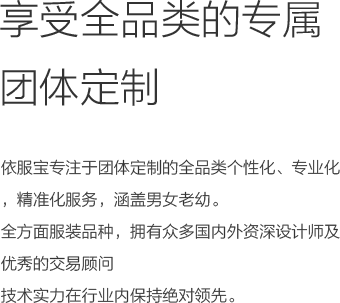 享受全品类的专属
团体定制
依服宝专注于团体定制的全品类个性化、专业化
，精准化服务，涵盖男女老幼。
全方面服装品种，拥有众多国内外资深设计师及
优秀的交易顾问
技术实力在行业内保持绝对领先。